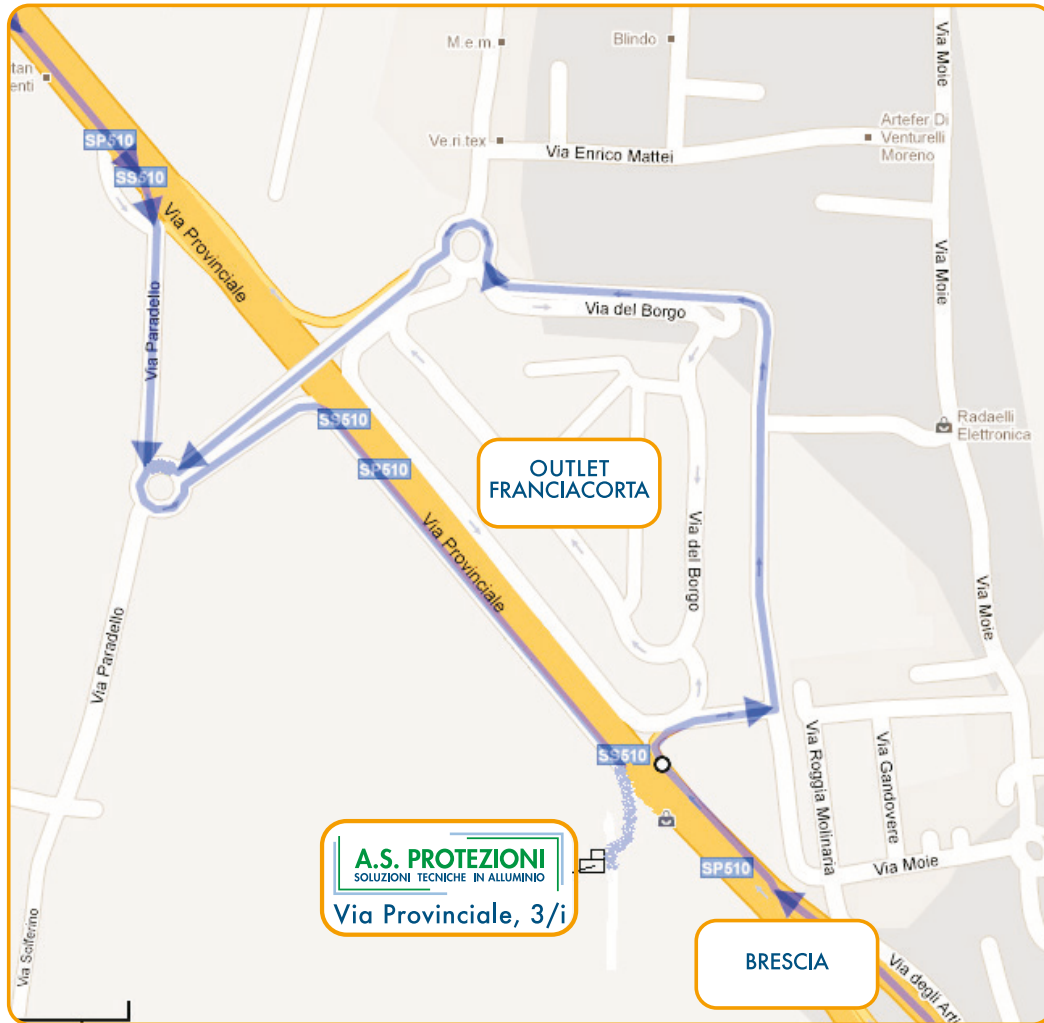 M.e.m.
Blindo
Via Moie
tan
enti
SP510
Ve.ri.tex
Via Enrico Mattei
Artefer Di
Venturelli
Moreno
SS510
Via Provinciale
Via Moie
Via Paradello
Via del Borgo
SS510
Radaelli
Elettronica
SP510
OUTLET
FRANCIACORTA
Via Provinciale
Via del Borgo
Via Moie
Via Paradello
SS510
Via Roggia Molinaria
Via Gandovere
A.S. PROTEZIONI
SOLUZIONI TECNICHE IN ALLUMINIO
Via Provinciale, 3/i
SP510
Via Moie
Via Solferino
BRESCIA
Via degli Arti